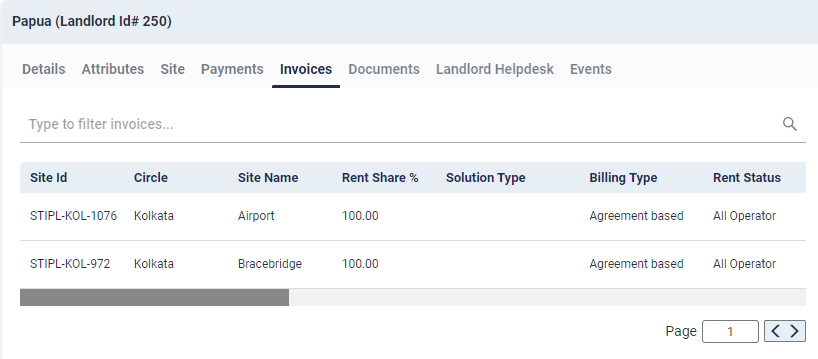 Papua (Landlord Id# 250)
Details Attributes Site Payments Invoices Documents Landlord Helpdesk Events
Type to filter invoices...
Site Id Circle Site Name Rent Share % Solution Type Billing Type Rent Status
STIPL-KOL-1076 Kolkata Airport 100.00 Agreement based All Operator
STIPL-KOL-972 Kolkata Bracebridge 100.00 Agreement based All Operator
Page 1